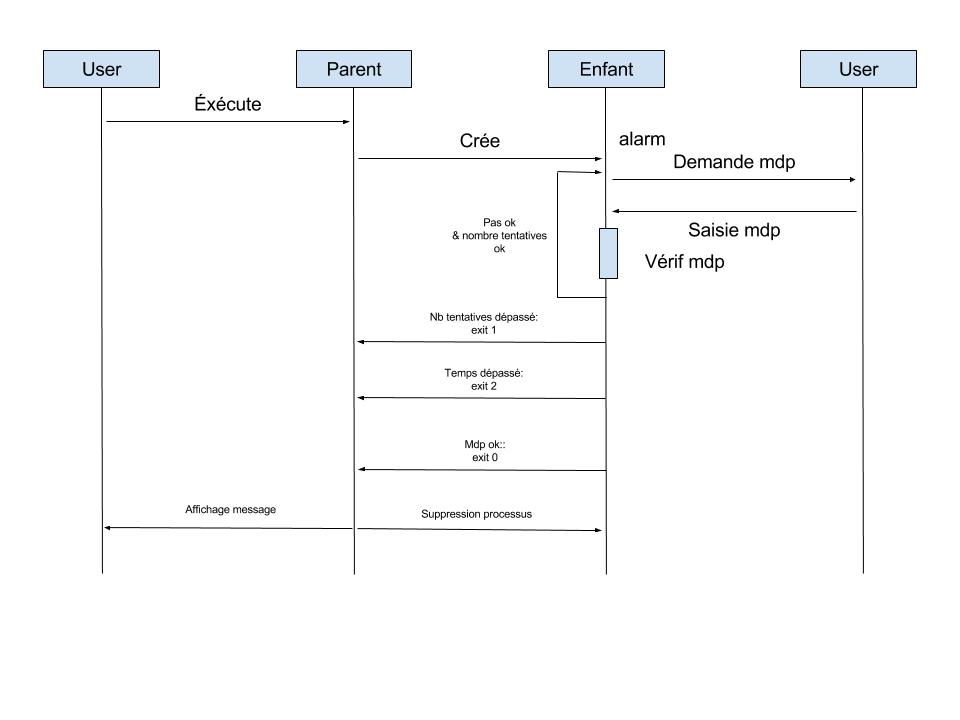 User
Parent
Enfant
User
Éxécute
Crée
alarm
Demande mdp
Pas ok
& nombre tentatives
ok
Saisie mdp
Vérif mdp
Nb tentatives dépassé:
exit 1
Temps dépassé:
exit 2
Mdp ok::
exit 0
Affichage message
Suppression processus